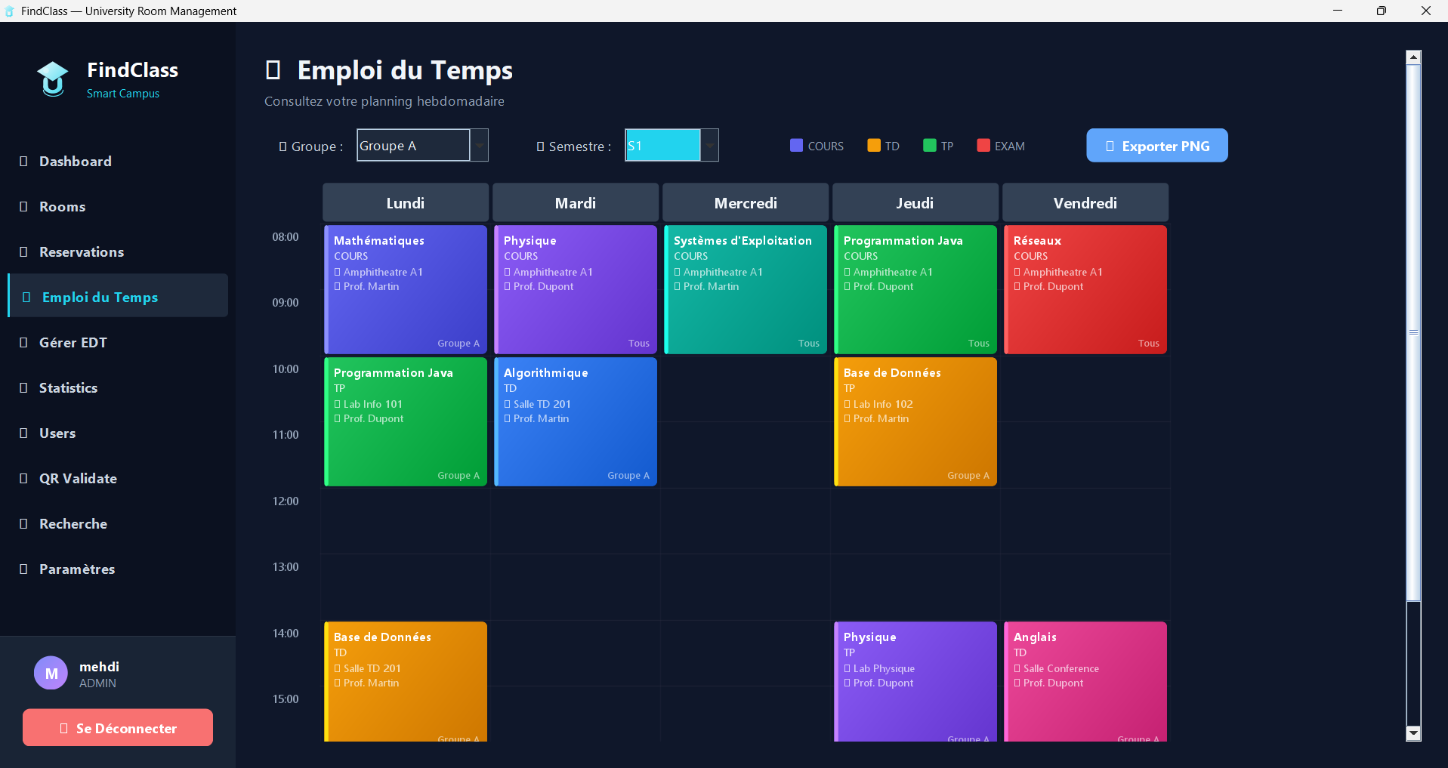 FindClass — University Room Management
FindClass
Smart Campus
Dashboard
Rooms
Reservations
Emploi du Temps
Gérer EDT
Statistics
Users
QR Validate
Recherche
Paramètres
M
mehdi
ADMIN
Se Déconnecter
Emploi du Temps
Consultez votre planning hebdomadaire
Groupe : Groupe A Semestre : S1 COURS TD TP EXAM Exporter PNG
Lundi Mardi Mercredi Jeudi Vendredi
08:00
Mathématiques
COURS
Amphitheatre A1
Prof. Martin
Groupe A
Physique
COURS
Amphitheatre A1
Prof. Dupont
Tous
Systèmes d'Exploitation
COURS
Amphitheatre A1
Prof. Martin
Tous
Programmation Java
COURS
Amphitheatre A1
Prof. Dupont
Tous
Réseaux
COURS
Amphitheatre A1
Prof. Dupont
Tous
09:00
10:00
Programmation Java
TP
Lab Info 101
Prof. Dupont
Groupe A
Algorithmique
TD
Salle TD 201
Prof. Martin
Groupe A
Base de Données
TP
Lab Info 102
Prof. Martin
Groupe A
11:00
12:00
13:00
14:00
Base de Données
TD
Salle TD 201
Prof. Martin
Groupe A
Physique
TP
Lab Physique
Prof. Dupont
Groupe A
Anglais
TD
Salle Conference
Prof. Dupont
Groupe A
15:00